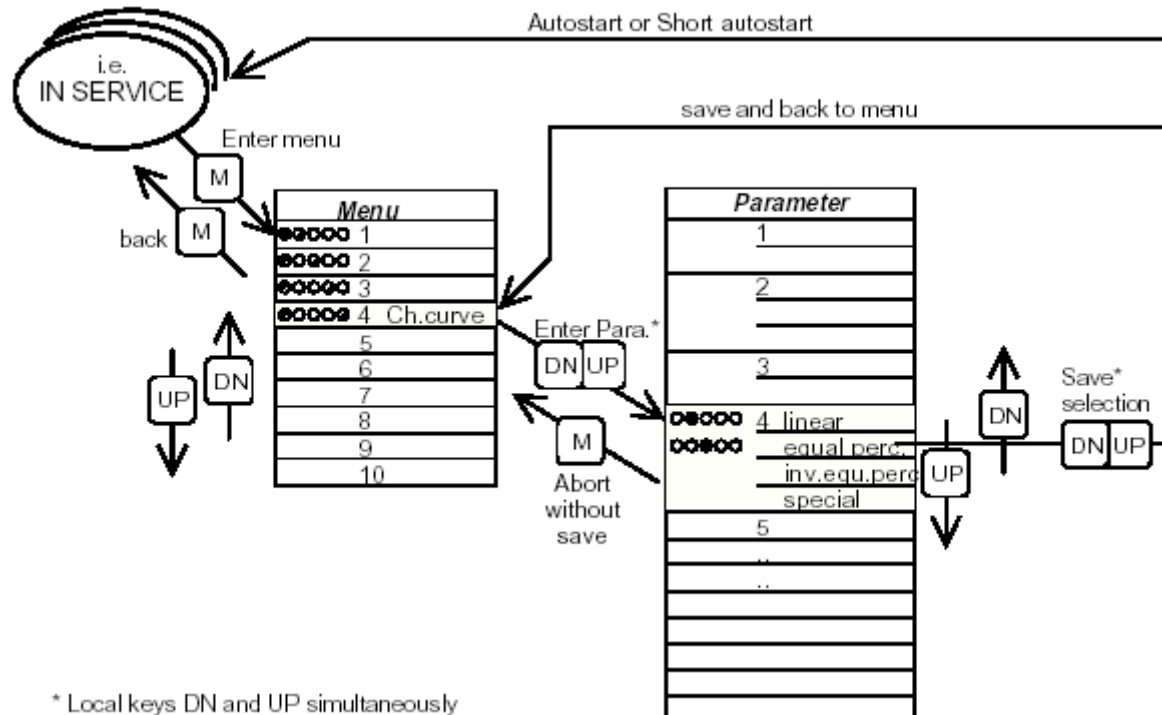 Autostart or Short autostart
i.e.
IN SERVICE
save and back to menu
Enter menu
M
back
M
Menu
1
2
3
4 Ch.curve
5
6
7
8
9
10
UP
DN
Enter Para.*
DN UP
M
Abort
without
save
Parameter
1
2
3
4 linear
equal perc.
inv.equ.perc
special
5
..
..
DN
UP
Save*
selection
DN UP
* Local keys DN and UP simultaneously